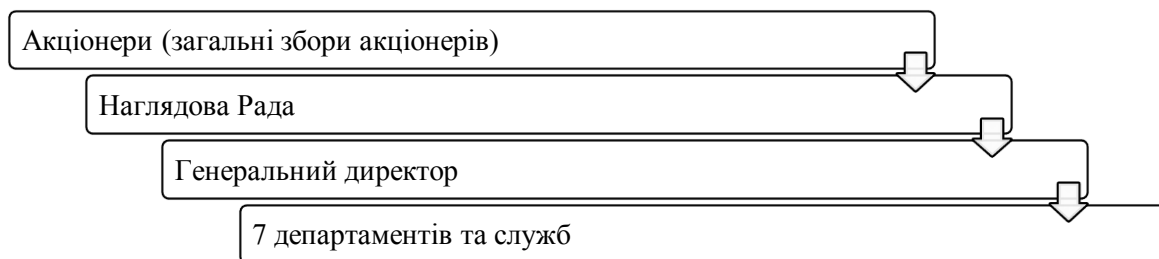 Акціонери (загальні збори акціонерів)
Наглядова Рада
Генеральний директор
7 департаментів та служб